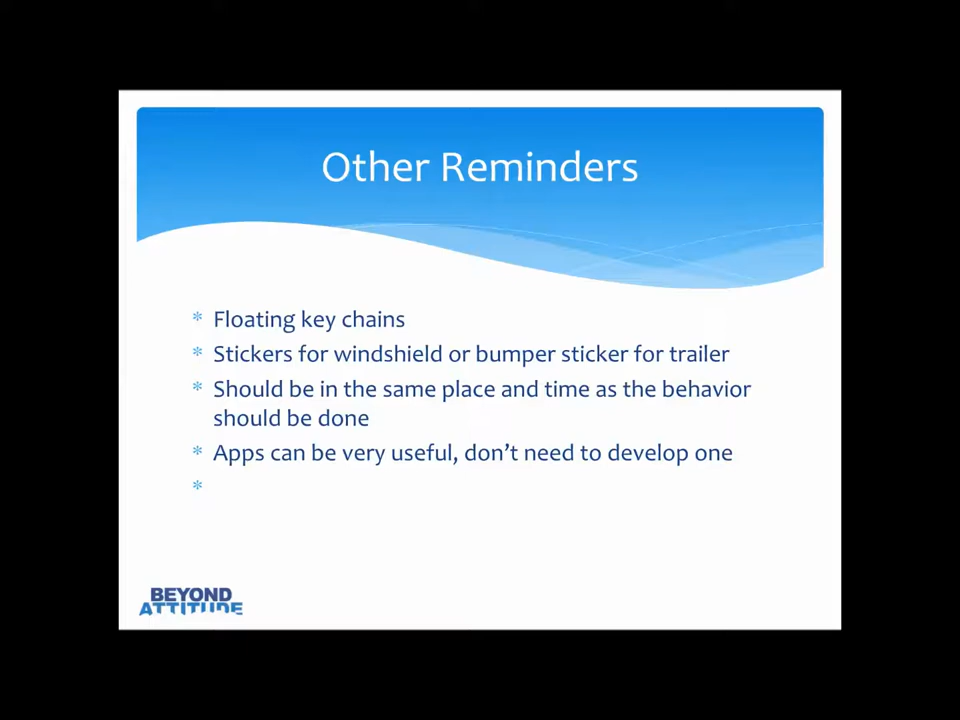 Other Reminders
* Floating key chains
* Stickers for windshield or bumper sticker for trailer
* Should be in the same place and time as the behavior
should be done
* Apps can be very useful, don’t need to develop one
*
BEYOND
ATTITUDE